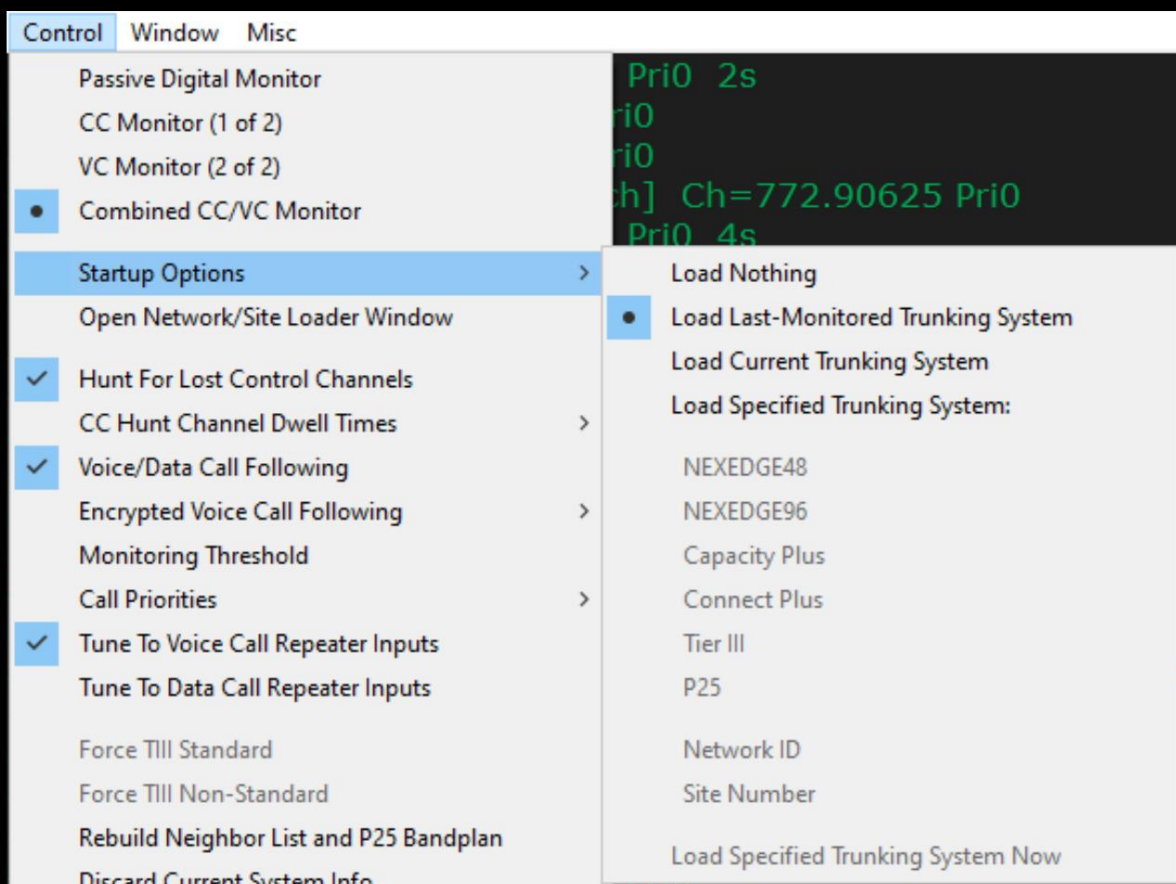 Control Window Misc
Passive Digital Monitor
CC Monitor (1 of 2)
VC Monitor (2 of 2)
Combined CC/VC Monitor
Startup Options
Open Network/Site Loader Window
Hunt For Lost Control Channels
CC Hunt Channel Dwell Times
Voice/Data Call Following
Encrypted Voice Call Following
Monitoring Threshold
Call Priorities
Tune To Voice Call Repeater Inputs
Tune To Data Call Repeater Inputs
Force TIII Standard
Force TIII Non-Standard
Rebuild Neighbor List and P25 Bandplan
Discard Current System Info
Pri0 2s
ri0
ri0
ch] Ch=772.90625 Pri0
Pri0 4s
Load Nothing
Load Last-Monitored Trunking System
Load Current Trunking System
Load Specified Trunking System:
NEXEDGE48
NEXEDGE96
Capacity Plus
Connect Plus
Tier III
P25
Network ID
Site Number
Load Specified Trunking System Now